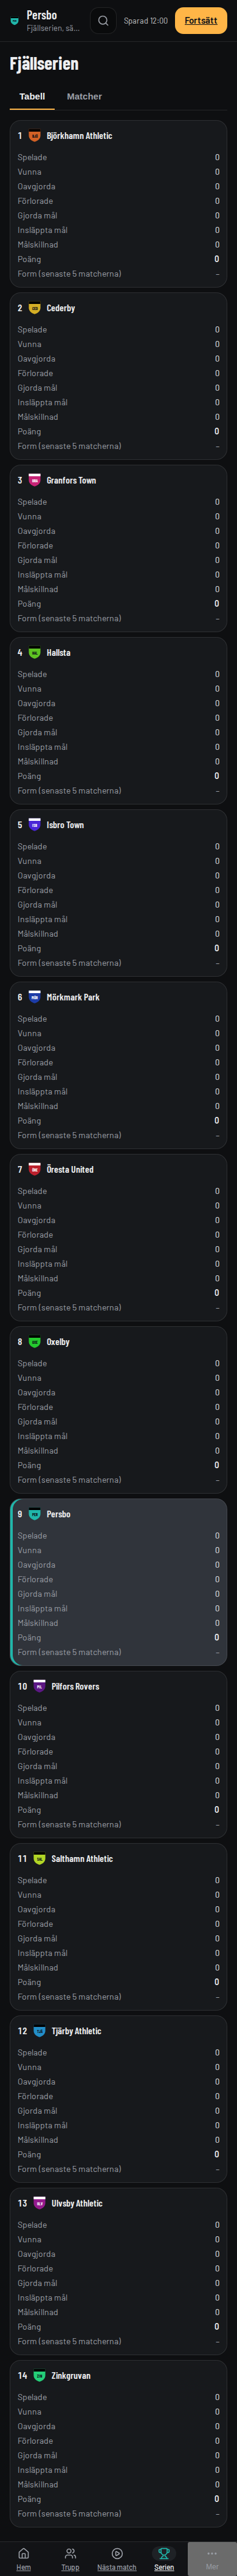 Persbo
Fjällserien, sä...
Sparad 12:00
Fortsätt
Fjällserien
Tabell Matcher
1 Björkhamn Athletic
Spelade 0
Vunna 0
Oavgjorda 0
Förlorade 0
Gjorda mål 0
Insläppta mål 0
Målskillnad 0
Poäng 0
Form (senaste 5 matcherna) –
2 Cederby
Spelade 0
Vunna 0
Oavgjorda 0
Förlorade 0
Gjorda mål 0
Insläppta mål 0
Målskillnad 0
Poäng 0
Form (senaste 5 matcherna) –
3 Granfors Town
Spelade 0
Vunna 0
Oavgjorda 0
Förlorade 0
Gjorda mål 0
Insläppta mål 0
Målskillnad 0
Poäng 0
Form (senaste 5 matcherna) –
4 Hallsta
Spelade 0
Vunna 0
Oavgjorda 0
Förlorade 0
Gjorda mål 0
Insläppta mål 0
Målskillnad 0
Poäng 0
Form (senaste 5 matcherna) –
5 Isbro Town
Spelade 0
Vunna 0
Oavgjorda 0
Förlorade 0
Gjorda mål 0
Insläppta mål 0
Målskillnad 0
Poäng 0
Form (senaste 5 matcherna) –
6 Mörkmark Park
Spelade 0
Vunna 0
Oavgjorda 0
Förlorade 0
Gjorda mål 0
Insläppta mål 0
Målskillnad 0
Poäng 0
Form (senaste 5 matcherna) –
7 Öresta United
Spelade 0
Vunna 0
Oavgjorda 0
Förlorade 0
Gjorda mål 0
Insläppta mål 0
Målskillnad 0
Poäng 0
Form (senaste 5 matcherna) –
8 Oxelby
Spelade 0
Vunna 0
Oavgjorda 0
Förlorade 0
Gjorda mål 0
Insläppta mål 0
Målskillnad 0
Poäng 0
Form (senaste 5 matcherna) –
9 Persbo
Spelade 0
Vunna 0
Oavgjorda 0
Förlorade 0
Gjorda mål 0
Insläppta mål 0
Målskillnad 0
Poäng 0
Form (senaste 5 matcherna) –
10 Pilfors Rovers
Spelade 0
Vunna 0
Oavgjorda 0
Förlorade 0
Gjorda mål 0
Insläppta mål 0
Målskillnad 0
Poäng 0
Form (senaste 5 matcherna) –
11 Salthamn Athletic
Spelade 0
Vunna 0
Oavgjorda 0
Förlorade 0
Gjorda mål 0
Insläppta mål 0
Målskillnad 0
Poäng 0
Form (senaste 5 matcherna) –
12 Tjärby Athletic
Spelade 0
Vunna 0
Oavgjorda 0
Förlorade 0
Gjorda mål 0
Insläppta mål 0
Målskillnad 0
Poäng 0
Form (senaste 5 matcherna) –
13 Ulvsby Athletic
Spelade 0
Vunna 0
Oavgjorda 0
Förlorade 0
Gjorda mål 0
Insläppta mål 0
Målskillnad 0
Poäng 0
Form (senaste 5 matcherna) –
14 Zinkgruvan
Spelade 0
Vunna 0
Oavgjorda 0
Förlorade 0
Gjorda mål 0
Insläppta mål 0
Målskillnad 0
Poäng 0
Form (senaste 5 matcherna) –
Hem Trupp Nästa match Serien Mer